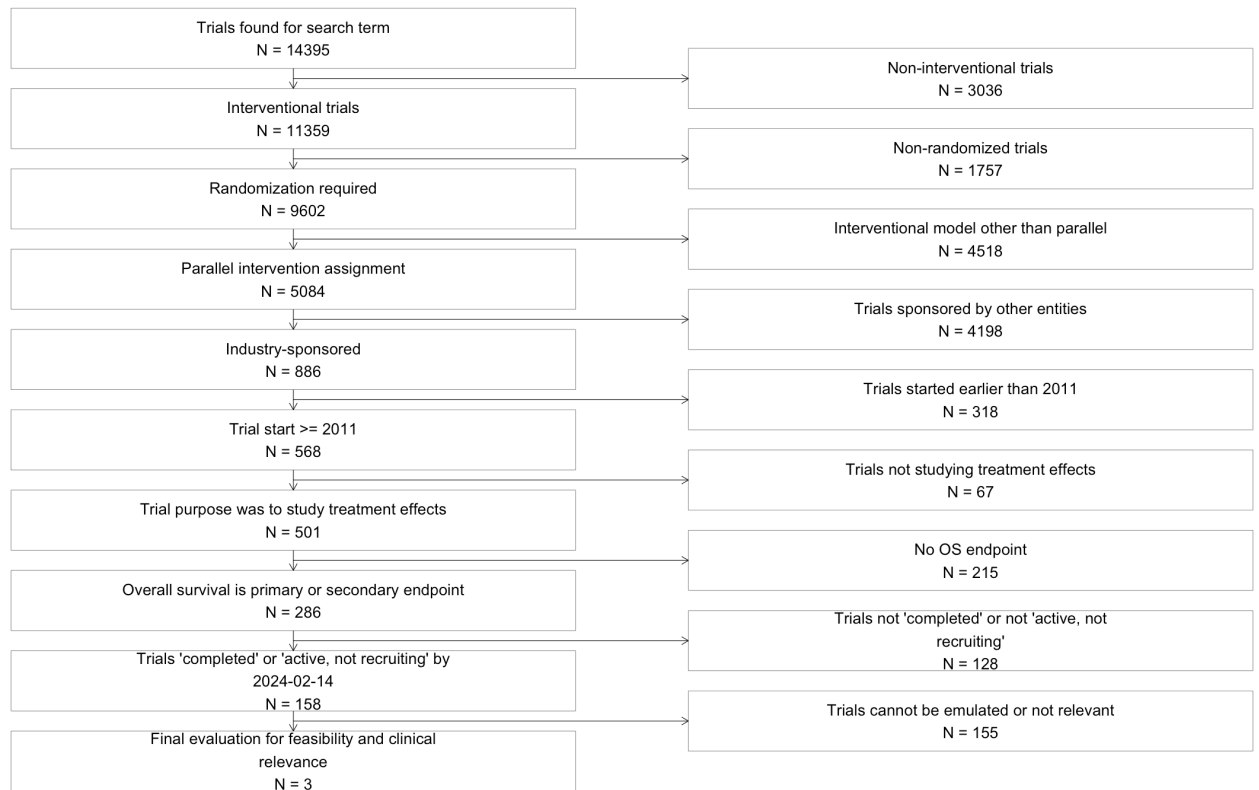 Trials found for search term
N = 14395
Non-interventional trials
N = 3036
Interventional trials
N = 11359
Non-randomized trials
N = 1757
Randomization required
N = 9602
Interventional model other than parallel
N = 4518
Parallel intervention assignment
N = 5084
Trials sponsored by other entities
N = 4198
Industry-sponsored
N = 886
Trials started earlier than 2011
N = 318
Trial start >= 2011
N = 568
Trials not studying treatment effects
N = 67
Trial purpose was to study treatment effects
N = 501
No OS endpoint
N = 215
Overall survival is primary or secondary endpoint
N = 286
Trials not 'completed' or not 'active, not
recruiting'
N = 128
Trials 'completed' or 'active, not recruiting' by
2024-02-14
N = 158
Trials cannot be emulated or not relevant
N = 155
Final evaluation for feasibility and clinical
relevance
N = 3